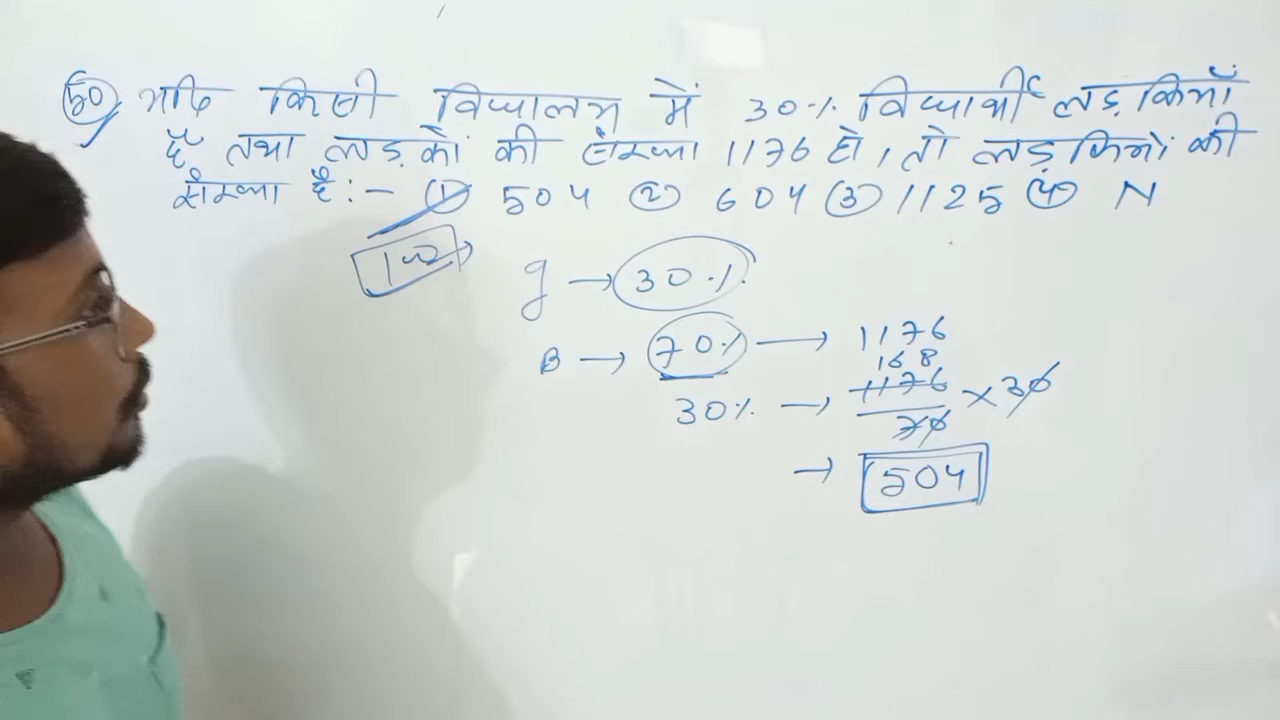 50) यदि किसी विद्यालय में 30% विद्यार्थी लड़कियाँ
हैं तथा लड़कों की संख्या 1176 हो, तो लड़कियों की
संख्या है:- (1) 504 (2) 604 (3) 1125 (4) N
100 →
g → 30%
B → 70% → 1176
168
30% → 1176/70 × 30
→ 504